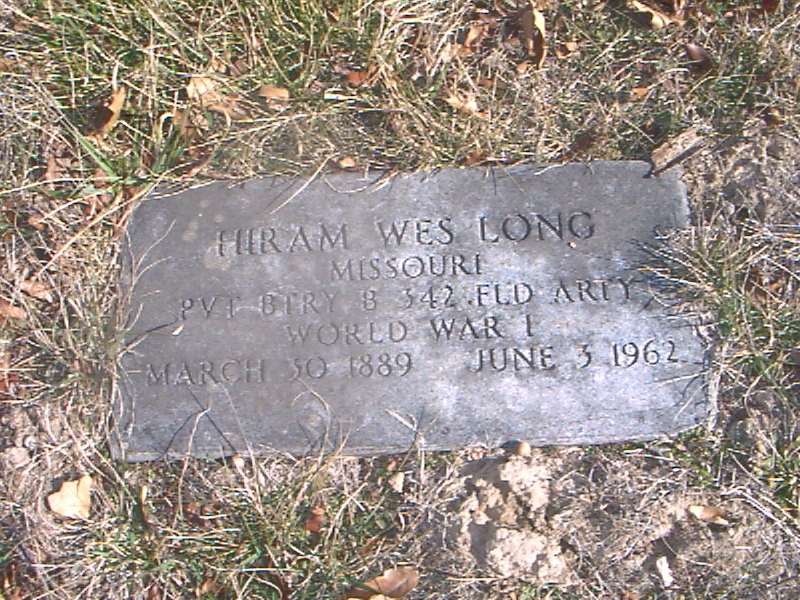 HIRAM WES LONG
MISSOURI
PVT BTRY B 342 FLD ARTY
WORLD WAR I
MARCH 30 1889 JUNE 3 1962